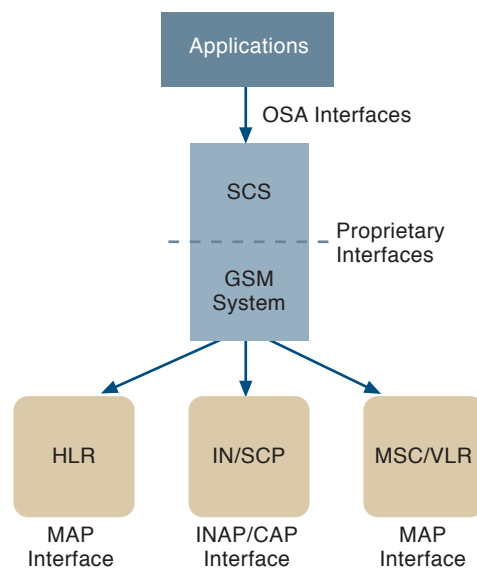 Applications
OSA Interfaces
SCS
Proprietary
Interfaces
GSM
System
HLR
IN/SCP
MSC/VLR
MAP
Interface
INAP/CAP
Interface
MAP
Interface